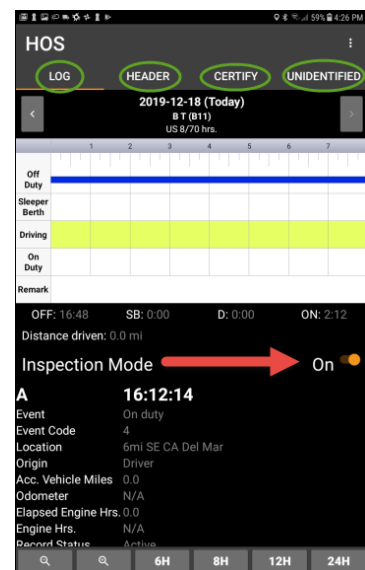 59% 4:26 PM
HOS
LOG HEADER CERTIFY UNIDENTIFIED
2019-12-18 (Today)
B T (B11)
US 8/70 hrs.
1 2 3 4 5 6 7
Off
Duty
Sleeper
Berth
Driving
On
Duty
Remark
OFF: 16:48 SB: 0:00 D: 0:00 ON: 2:12
Distance driven: 0.0 mi
Inspection Mode On
A 16:12:14
Event On duty
Event Code 4
Location 6mi SE CA Del Mar
Origin Driver
Acc. Vehicle Miles 0.0
Odometer N/A
Elapsed Engine Hrs. 0.0
Engine Hrs. N/A
Record Status Active
6H 8H 12H 24H